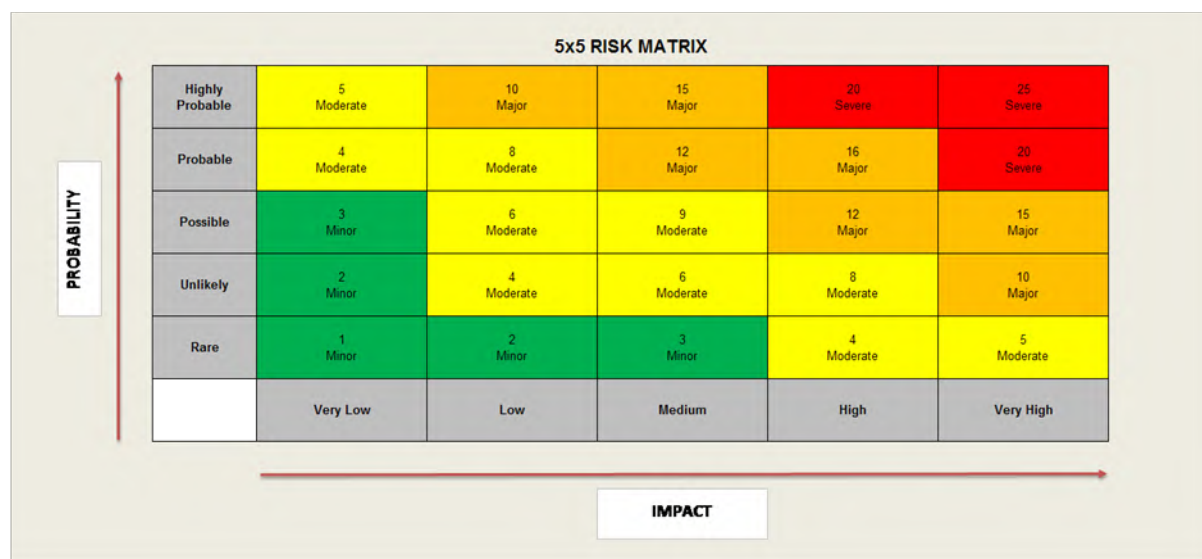 5x5 RISK MATRIX
Highly
Probable
5
Moderate
10
Major
15
Major
20
Severe
25
Severe
Probable
4
Moderate
8
Moderate
12
Major
16
Major
20
Severe
Possible
3
Minor
6
Moderate
9
Moderate
12
Major
15
Major
Unlikely
2
Minor
4
Moderate
6
Moderate
8
Moderate
10
Major
Rare
1
Minor
2
Minor
3
Minor
4
Moderate
5
Moderate
Very Low
Low
Medium
High
Very High
PROBABILITY
IMPACT